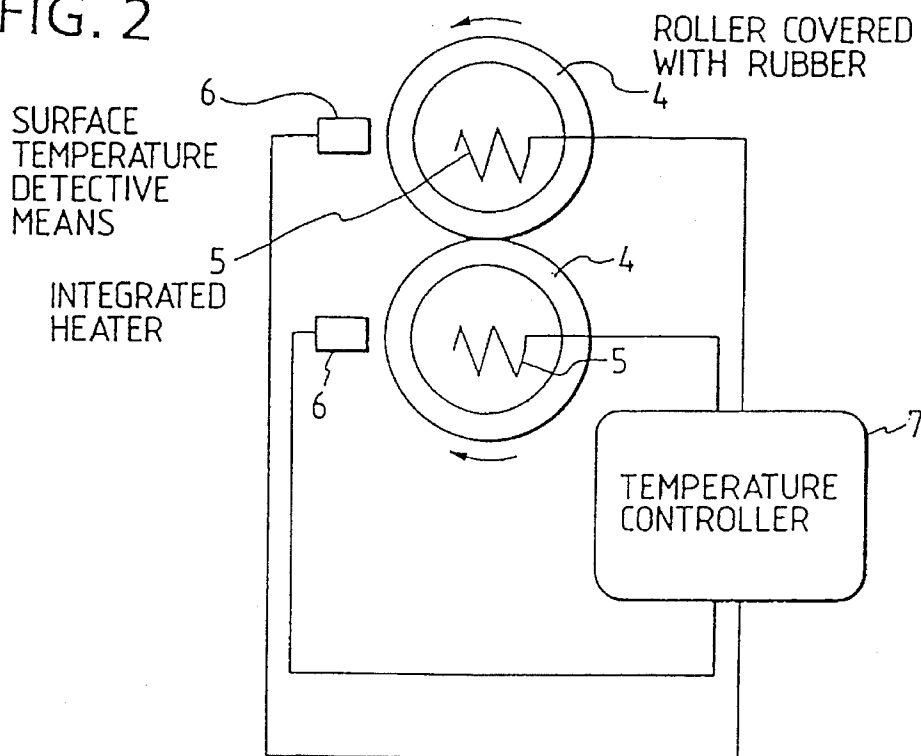 FIG. 2
ROLLER COVERED
WITH RUBBER
4
6
SURFACE
TEMPERATURE
DETECTIVE
MEANS
5
INTEGRATED
HEATER
4
5
6
7
TEMPERATURE
CONTROLLER